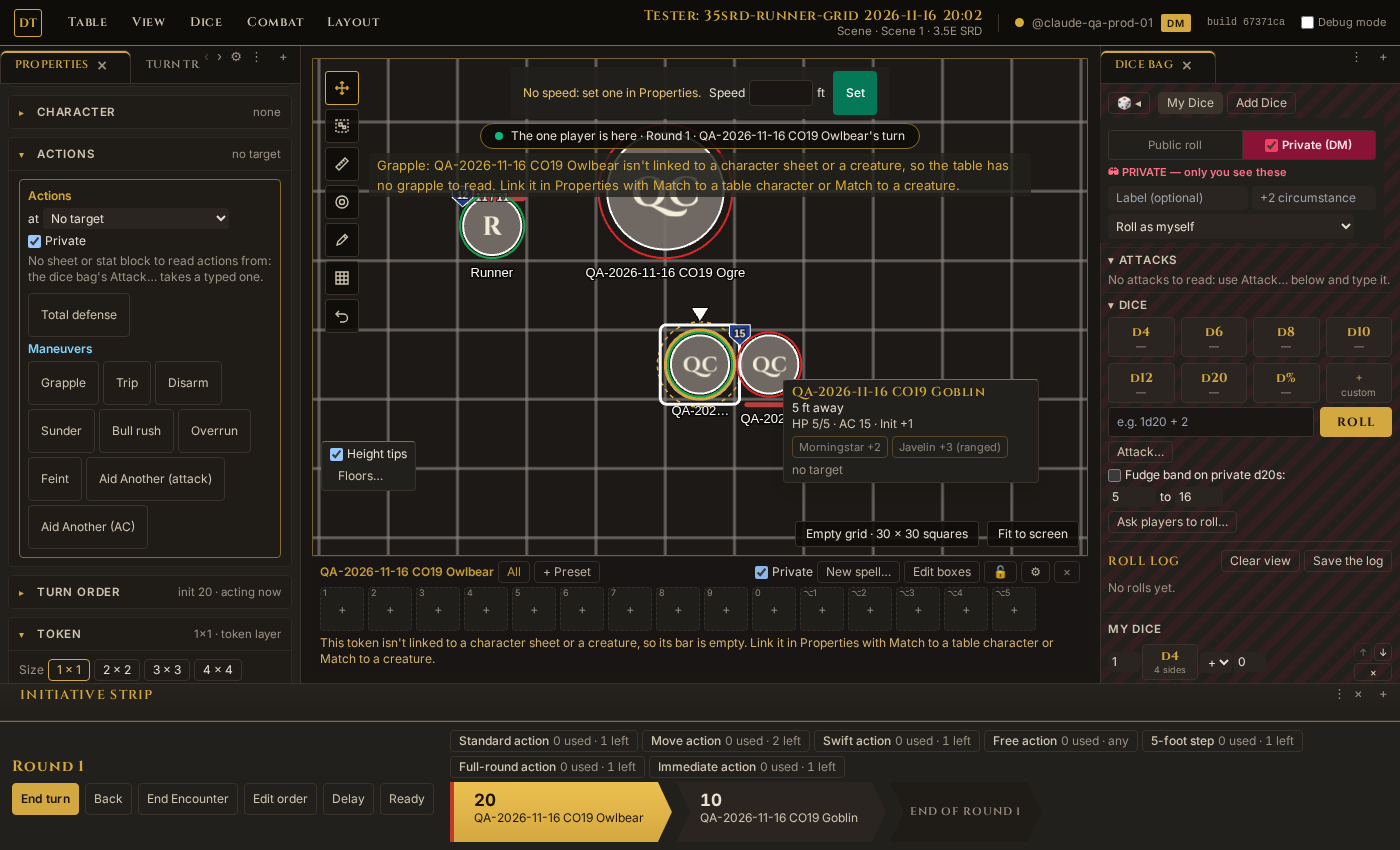 DT
TABLE VIEW DICE COMBAT LAYOUT
TESTER: 35SRD-RUNNER-GRID 2026-11-16 20:02
Scene · Scene 1 · 3.5E SRD
@claude-qa-prod-01 DM
build 67371ca
Debug mode
PROPERTIES ×
TURN TR
CHARACTER none
ACTIONS no target
Actions
at No target
Private
No sheet or stat block to read actions from:
the dice bag's Attack… takes a typed one.
Total defense
Maneuvers
Grapple Trip Disarm
Sunder Bull rush Overrun
Feint Aid Another (attack)
Aid Another (AC)
TURN ORDER init 20 · acting now
TOKEN 1×1 · token layer
Size 1 × 1 2 × 2 3 × 3 4 × 4
No speed: set one in Properties. Speed ft Set
The one player is here · Round 1 · QA-2026-11-16 CO19 Owlbear's turn
Grapple: QA-2026-11-16 CO19 Owlbear isn't linked to a character sheet or a creature, so the table has
no grapple to read. Link it in Properties with Match to a table character or Match to a creature.
R
Runner
QC
QA-2026-11-16 CO19 Ogre
15
QC
QC
QA-202…
QA-202
QA-2026-11-16 CO19 GOBLIN
5 ft away
HP 5/5 · AC 15 · Init +1
Morningstar +2 Javelin +3 (ranged)
no target
Height tips
Floors…
Empty grid · 30 × 30 squares
Fit to screen
QA-2026-11-16 CO19 Owlbear All + Preset
Private New spell… Edit boxes ×
1 2 3 4 5 6 7 8 9 0 ⌥1 ⌥2 ⌥3 ⌥4 ⌥5
+ + + + + + + + + + + + + + +
This token isn't linked to a character sheet or a creature, so its bar is empty. Link it in Properties with Match to a table character or
Match to a creature.
DICE BAG ×
My Dice Add Dice
Public roll Private (DM)
PRIVATE — only you see these
Label (optional) +2 circumstance
Roll as myself
ATTACKS
No attacks to read: use Attack… below and type it.
DICE
D4 D6 D8 D10
— — — —
D12 D20 D% +
— — — custom
e.g. 1d20 + 2 ROLL
Attack…
Fudge band on private d20s:
5 to 16
Ask players to roll…
ROLL LOG Clear view Save the log
No rolls yet.
MY DICE
1 D4 + 0
4 sides
×
INITIATIVE STRIP
ROUND 1
End turn Back End Encounter Edit order Delay Ready
Standard action 0 used · 1 left Move action 0 used · 2 left Swift action 0 used · 1 left Free action 0 used · any 5-foot step 0 used · 1 left
Full-round action 0 used · 1 left Immediate action 0 used · 1 left
20
QA-2026-11-16 CO19 Owlbear
10
QA-2026-11-16 CO19 Goblin
END OF ROUND 1